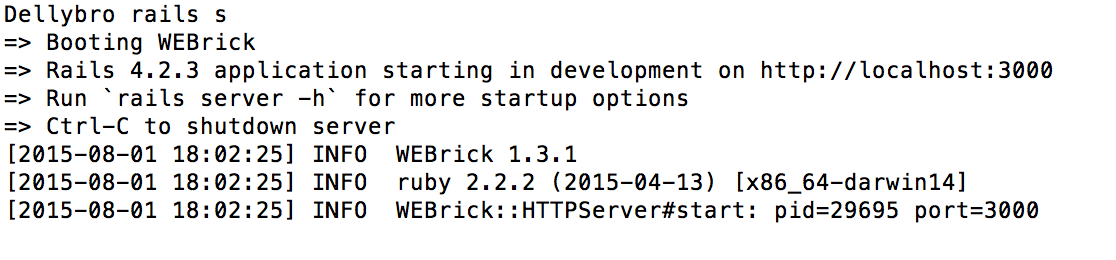 Dellybro rails s
=> Booting WEBrick
=> Rails 4.2.3 application starting in development on http://localhost:3000
=> Run `rails server -h` for more startup options
=> Ctrl-C to shutdown server
[2015-08-01 18:02:25] INFO  WEBrick 1.3.1
[2015-08-01 18:02:25] INFO  ruby 2.2.2 (2015-04-13) [x86_64-darwin14]
[2015-08-01 18:02:25] INFO  WEBrick::HTTPServer#start: pid=29695 port=3000